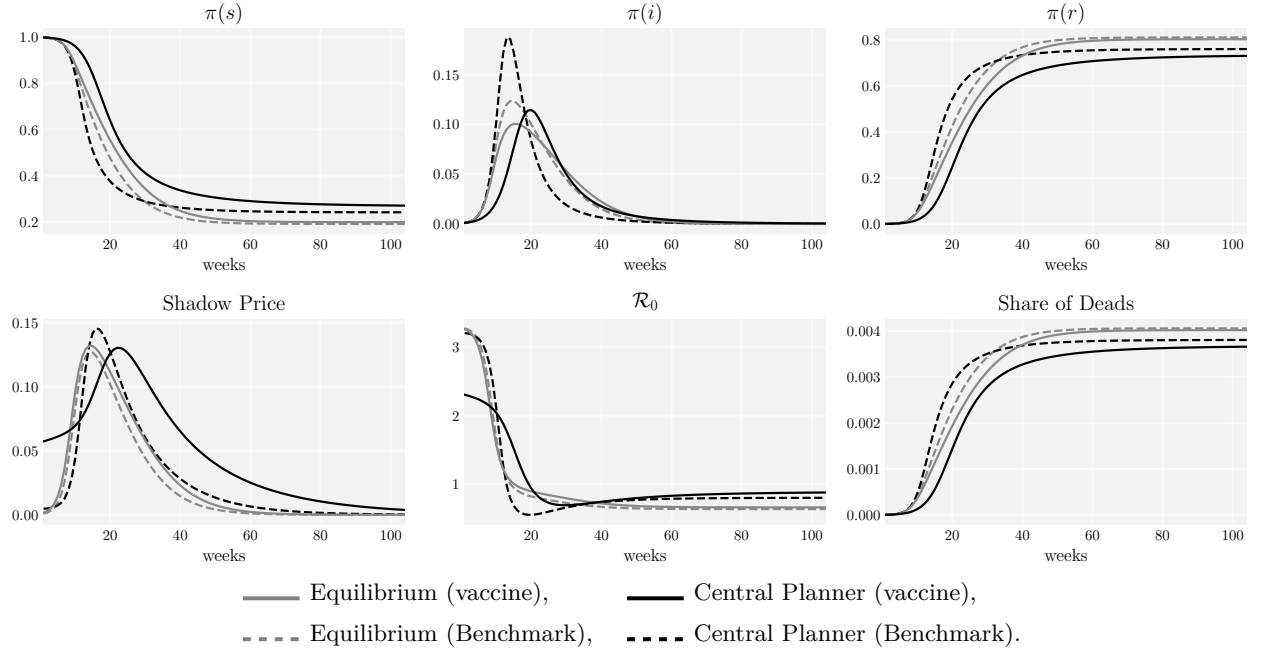 π(s) π(i) π(r)
1.0
0.8
0.6
0.4
0.2
20 40 60 80 100
weeks
0.15
0.10
0.05
0.00
20 40 60 80 100
weeks
0.8
0.6
0.4
0.2
0.0
20 40 60 80 100
weeks
Shadow Price
0.15
0.10
0.05
0.00
20 40 60 80 100
weeks
ℛ₀
3
2
1
20 40 60 80 100
weeks
Share of Deads
0.004
0.003
0.002
0.001
0.000
20 40 60 80 100
weeks
Equilibrium (vaccine), Central Planner (vaccine),
Equilibrium (Benchmark), Central Planner (Benchmark).